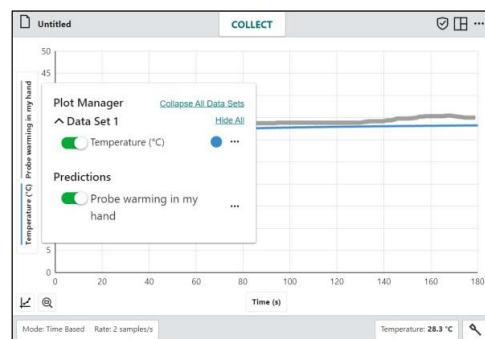 Untitled
COLLECT
50
45
Probe warming in my hand
Temperature (°C)
Plot Manager
Collapse All Data Sets
Data Set 1
Hide All
Temperature (°C)
Predictions
Probe warming in my
hand
5
0
0 20 40 60 80 100 120 140 160 180
Time (s)
Mode: Time Based Rate: 2 samples/s
Temperature: 28.3 °C